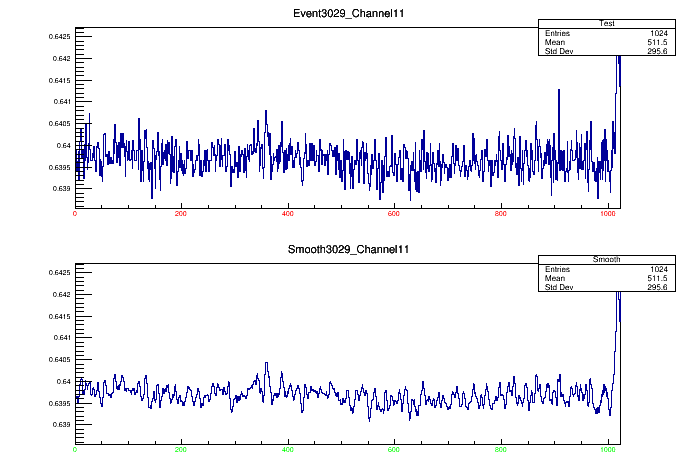 Event3029_Channel11
Test
Entries 1024
Mean 511.5
Std Dev 295.6
0.6425
0.642
0.6415
0.641
0.6405
0.64
0.6395
0.639
0 200 400 600 800 1000
Smooth3029_Channel11
Smooth
Entries 1024
Mean 511.5
Std Dev 295.6
0.6425
0.642
0.6415
0.641
0.6405
0.64
0.6395
0.639
0 200 400 600 800 1000